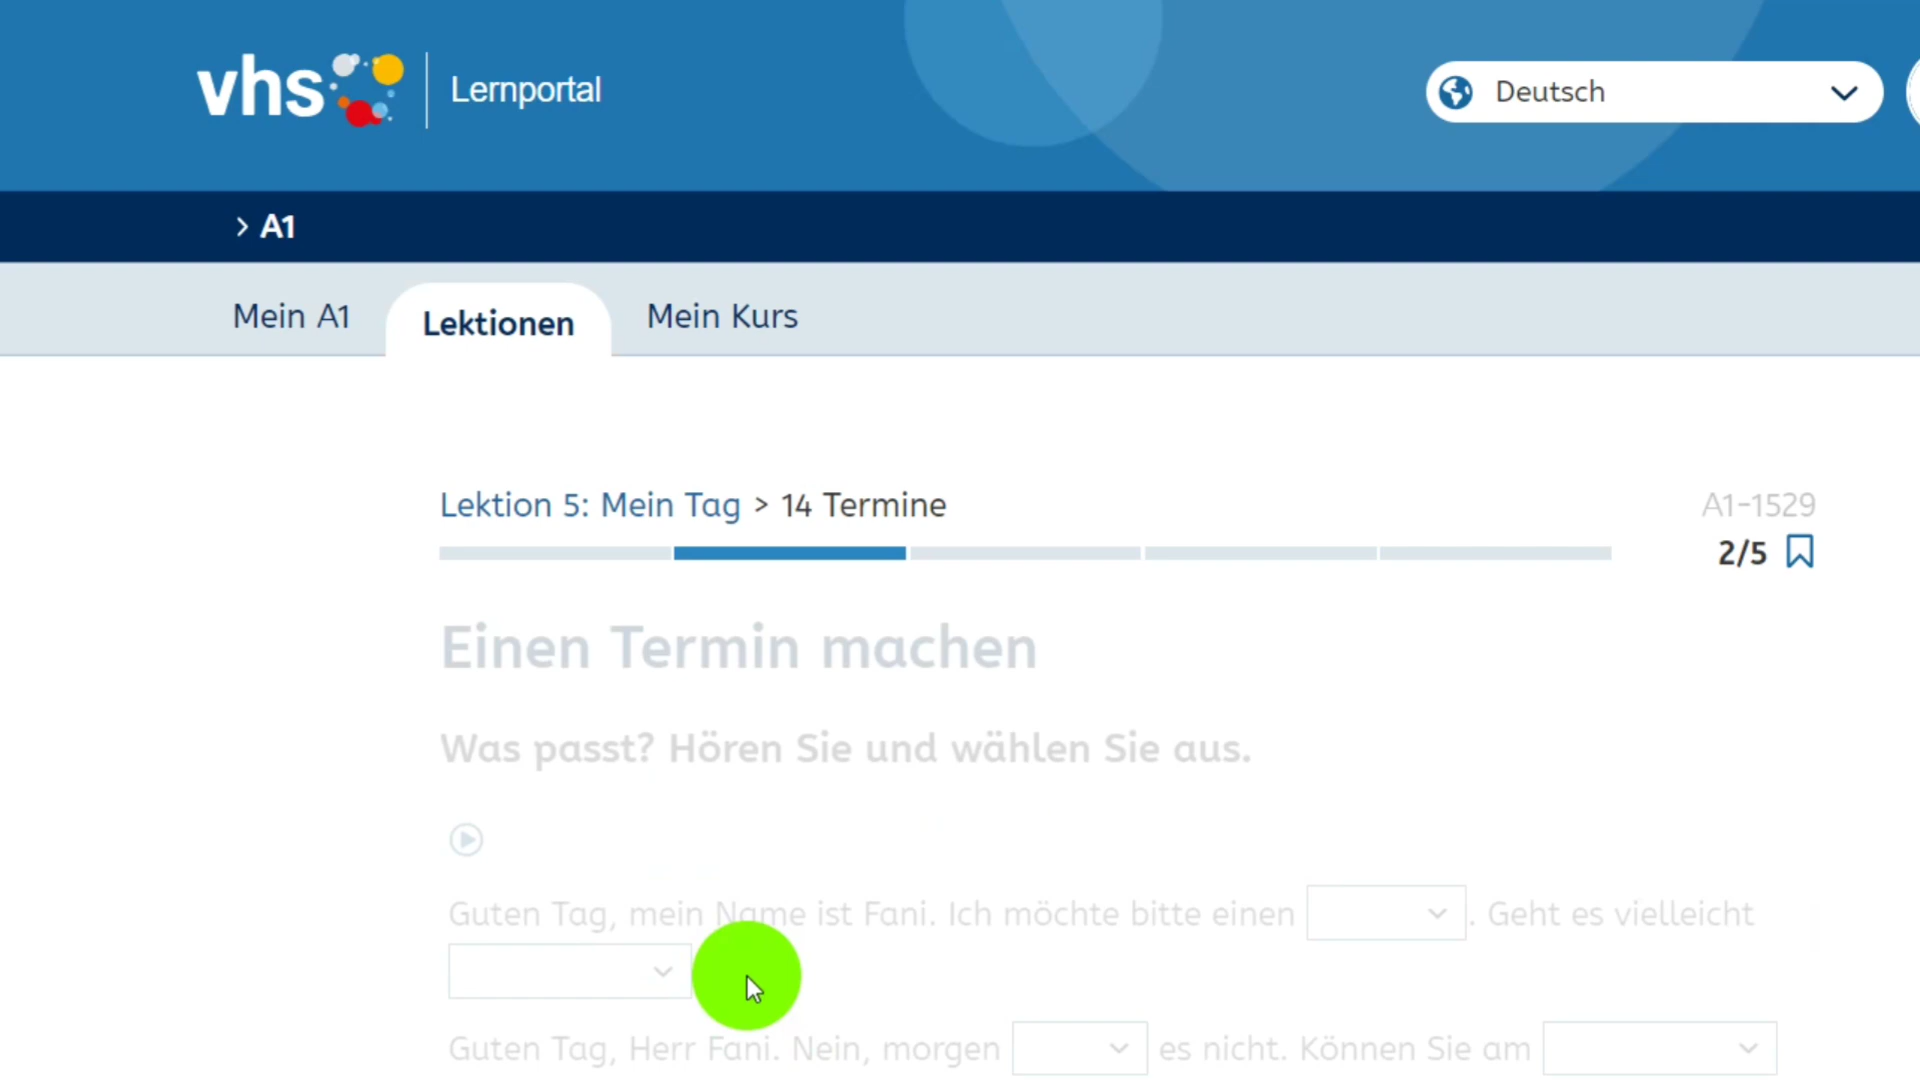 vhs Lernportal
Deutsch
> A1
Mein A1
Lektionen
Mein Kurs
Lektion 5: Mein Tag > 14 Termine
A1-1529
2/5
Einen Termin machen
Was passt? Hören Sie und wählen Sie aus.
Guten Tag, mein Name ist Fani. Ich möchte bitte einen . Geht es vielleicht
Guten Tag, Herr Fani. Nein, morgen es nicht. Können Sie am